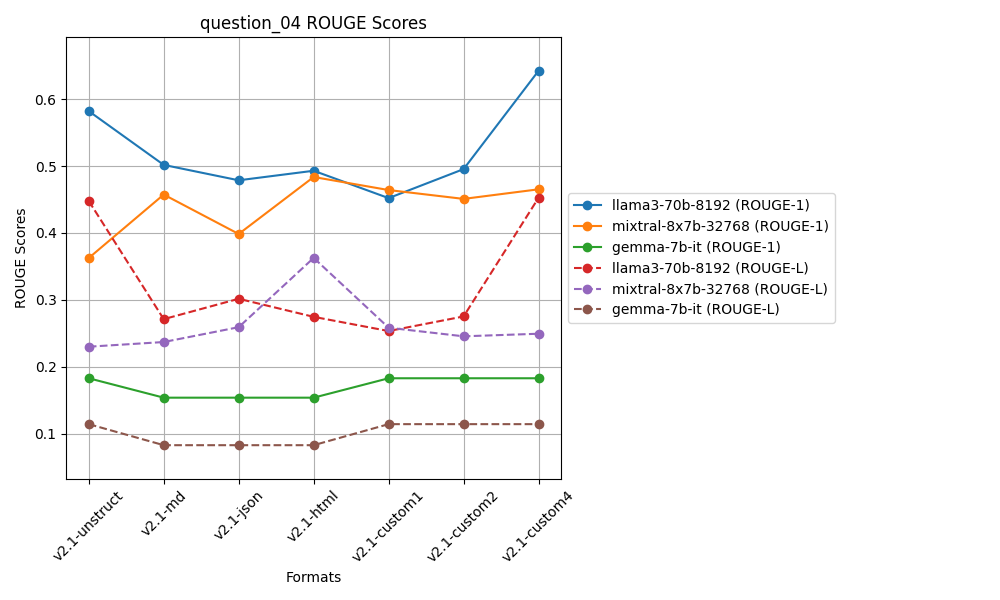 question_04 ROUGE Scores
ROUGE Scores
0.6
0.5
0.4
0.3
0.2
0.1
v2.1-unstruct
v2.1-md
v2.1-json
v2.1-html
v2.1-custom1
v2.1-custom2
v2.1-custom4
Formats
llama3-70b-8192 (ROUGE-1)
mixtral-8x7b-32768 (ROUGE-1)
gemma-7b-it (ROUGE-1)
llama3-70b-8192 (ROUGE-L)
mixtral-8x7b-32768 (ROUGE-L)
gemma-7b-it (ROUGE-L)